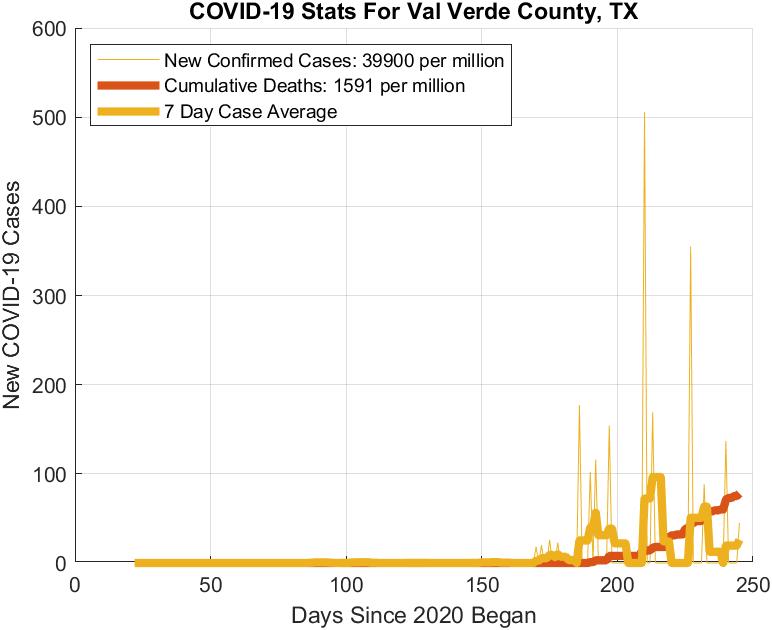 COVID-19 Stats For Val Verde County, TX
600
500
400
300
200
100
0
New COVID-19 Cases
New Confirmed Cases: 39900 per million
Cumulative Deaths: 1591 per million
7 Day Case Average
0 50 100 150 200 250
Days Since 2020 Began